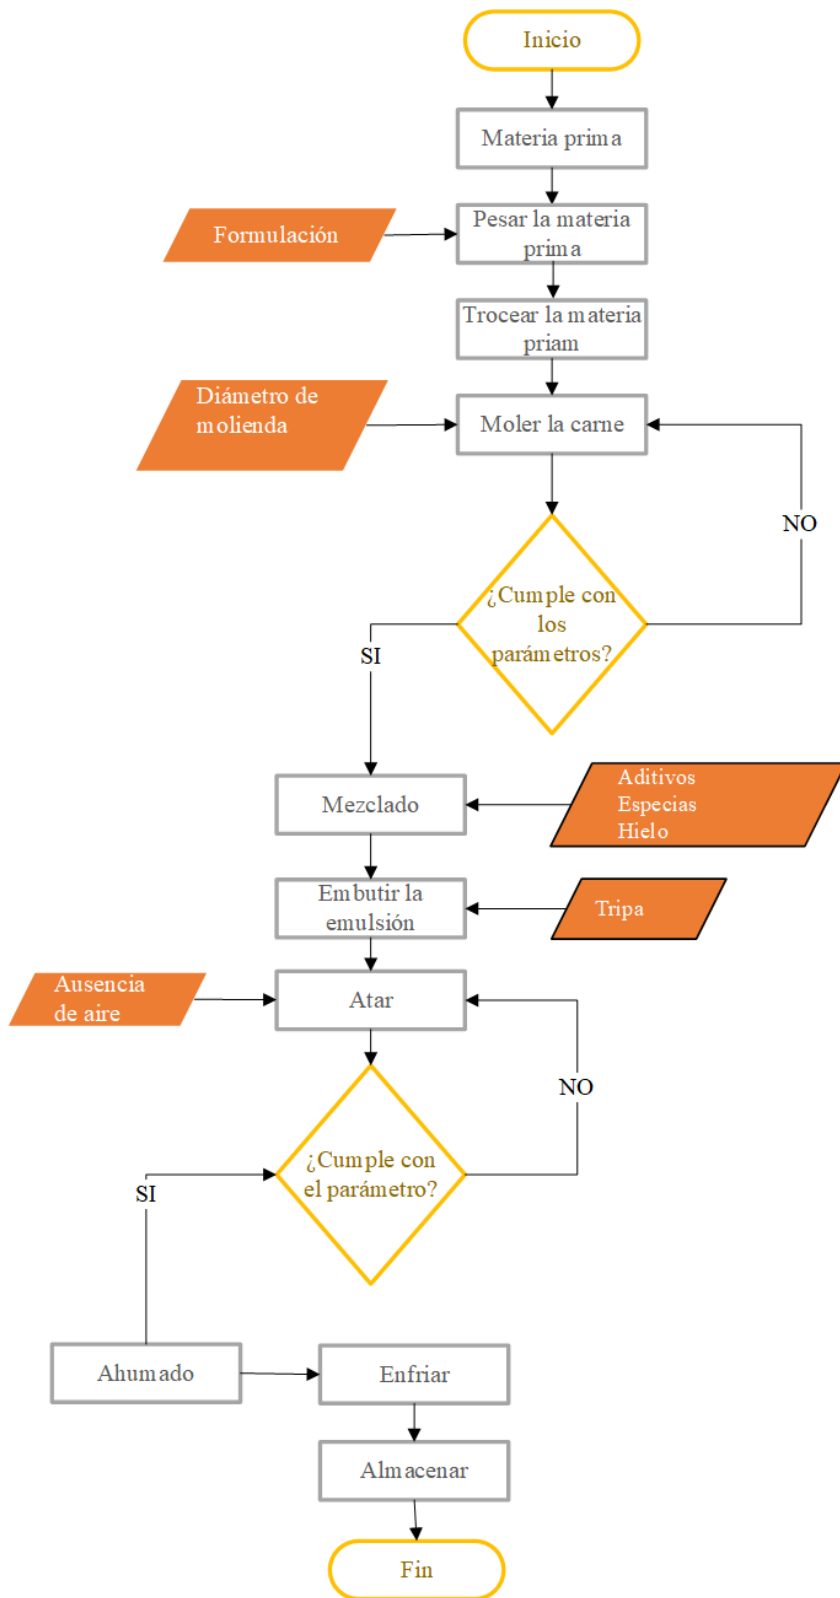 Inicio
Materia prima
Formulación
Pesar la materia
prima
Trocear la materia
priam
Diámetro de
molienda
Moler la carne
NO
¿Cumple con
los
parámetros?
SI
Mezclado
Aditivos
Especias
Hielo
Embutir la
emulsión
Tripa
Ausencia
de aire
Atar
NO
¿Cumple con
el parámetro?
SI
Ahumado
Enfriar
Almacenar
Fin